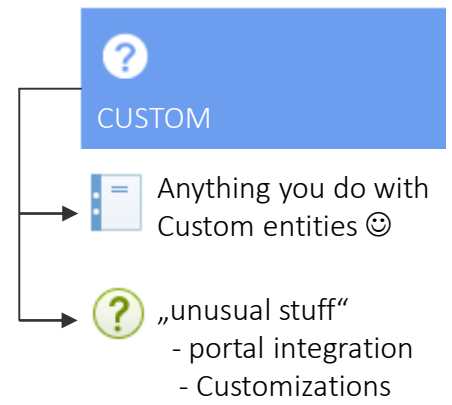 CUSTOM
Anything you do with
Custom entities ☺
„unusual stuff“
- portal integration
- Customizations